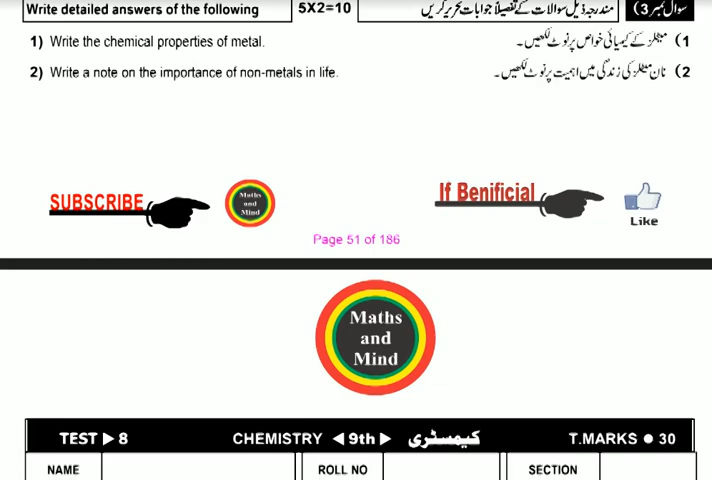 Write detailed answers of the following 5X2=10 مندرجہ ذیل سوالات کے تفصیلاً جوابات تحریر کریں (سوال نمبر 3
1) Write the chemical properties of metal. 1) میٹلز کے کیمیائی خواص پر نوٹ لکھیں۔
2) Write a note on the importance of non-metals in life. 2) نان میٹلز کی زندگی میں اہمیت پر نوٹ لکھیں۔
SUBSCRIBE
Maths
and
Mind
If Benificial
Like
Page 51 of 186
Maths
and
Mind
TEST ▶ 8 CHEMISTRY ◀ 9th ▶ کیمسٹری T.MARKS ● 30
NAME ROLL NO SECTION